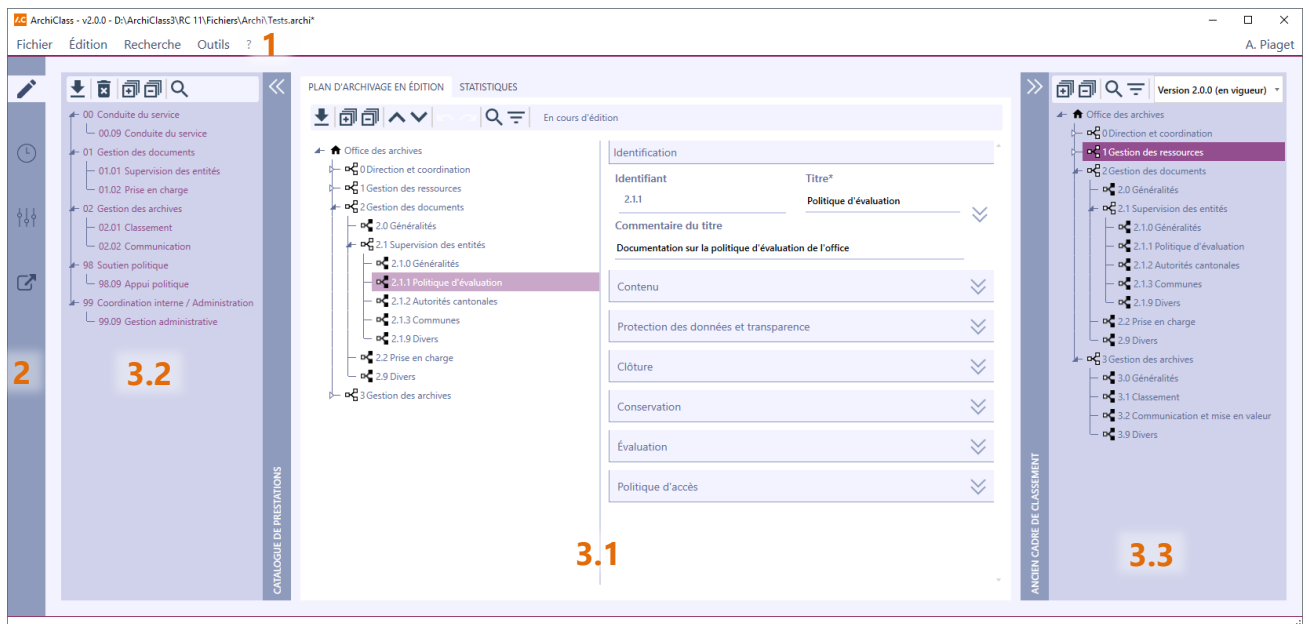 ArchiClass - v2.0.0 - D:\ArchiClass3\RC 11\Fichiers\Archi\Tests.archi*
Fichier Édition Recherche Outils ? 1 A. Piaget
2
00 Conduite du service
00.09 Conduite du service
01 Gestion des documents
01.01 Supervision des entités
01.02 Prise en charge
02 Gestion des archives
02.01 Classement
02.02 Communication
98 Soutien politique
98.09 Appui politique
99 Coordination interne / Administration
99.09 Gestion administrative
3.2
CATALOGUE DE PRESTATIONS
PLAN D'ARCHIVAGE EN ÉDITION STATISTIQUES
En cours d'édition
Office des archives
0 Direction et coordination
1 Gestion des ressources
2 Gestion des documents
2.0 Généralités
2.1 Supervision des entités
2.1.0 Généralités
2.1.1 Politique d'évaluation
2.1.2 Autorités cantonales
2.1.3 Communes
2.1.9 Divers
2.2 Prise en charge
2.9 Divers
3 Gestion des archives
Identification
Identifiant Titre*
2.1.1 Politique d'évaluation
Commentaire du titre
Documentation sur la politique d'évaluation de l'office
Contenu
Protection des données et transparence
Clôture
Conservation
Évaluation
Politique d'accès
3.1
ANCIEN CADRE DE CLASSEMENT
Version 2.0.0 (en vigueur)
Office des archives
0 Direction et coordination
1 Gestion des ressources
2 Gestion des documents
2.0 Généralités
2.1 Supervision des entités
2.1.0 Généralités
2.1.1 Politique d'évaluation
2.1.2 Autorités cantonales
2.1.3 Communes
2.1.9 Divers
2.2 Prise en charge
2.9 Divers
3 Gestion des archives
3.0 Généralités
3.1 Classement
3.2 Communication et mise en valeur
3.9 Divers
3.3